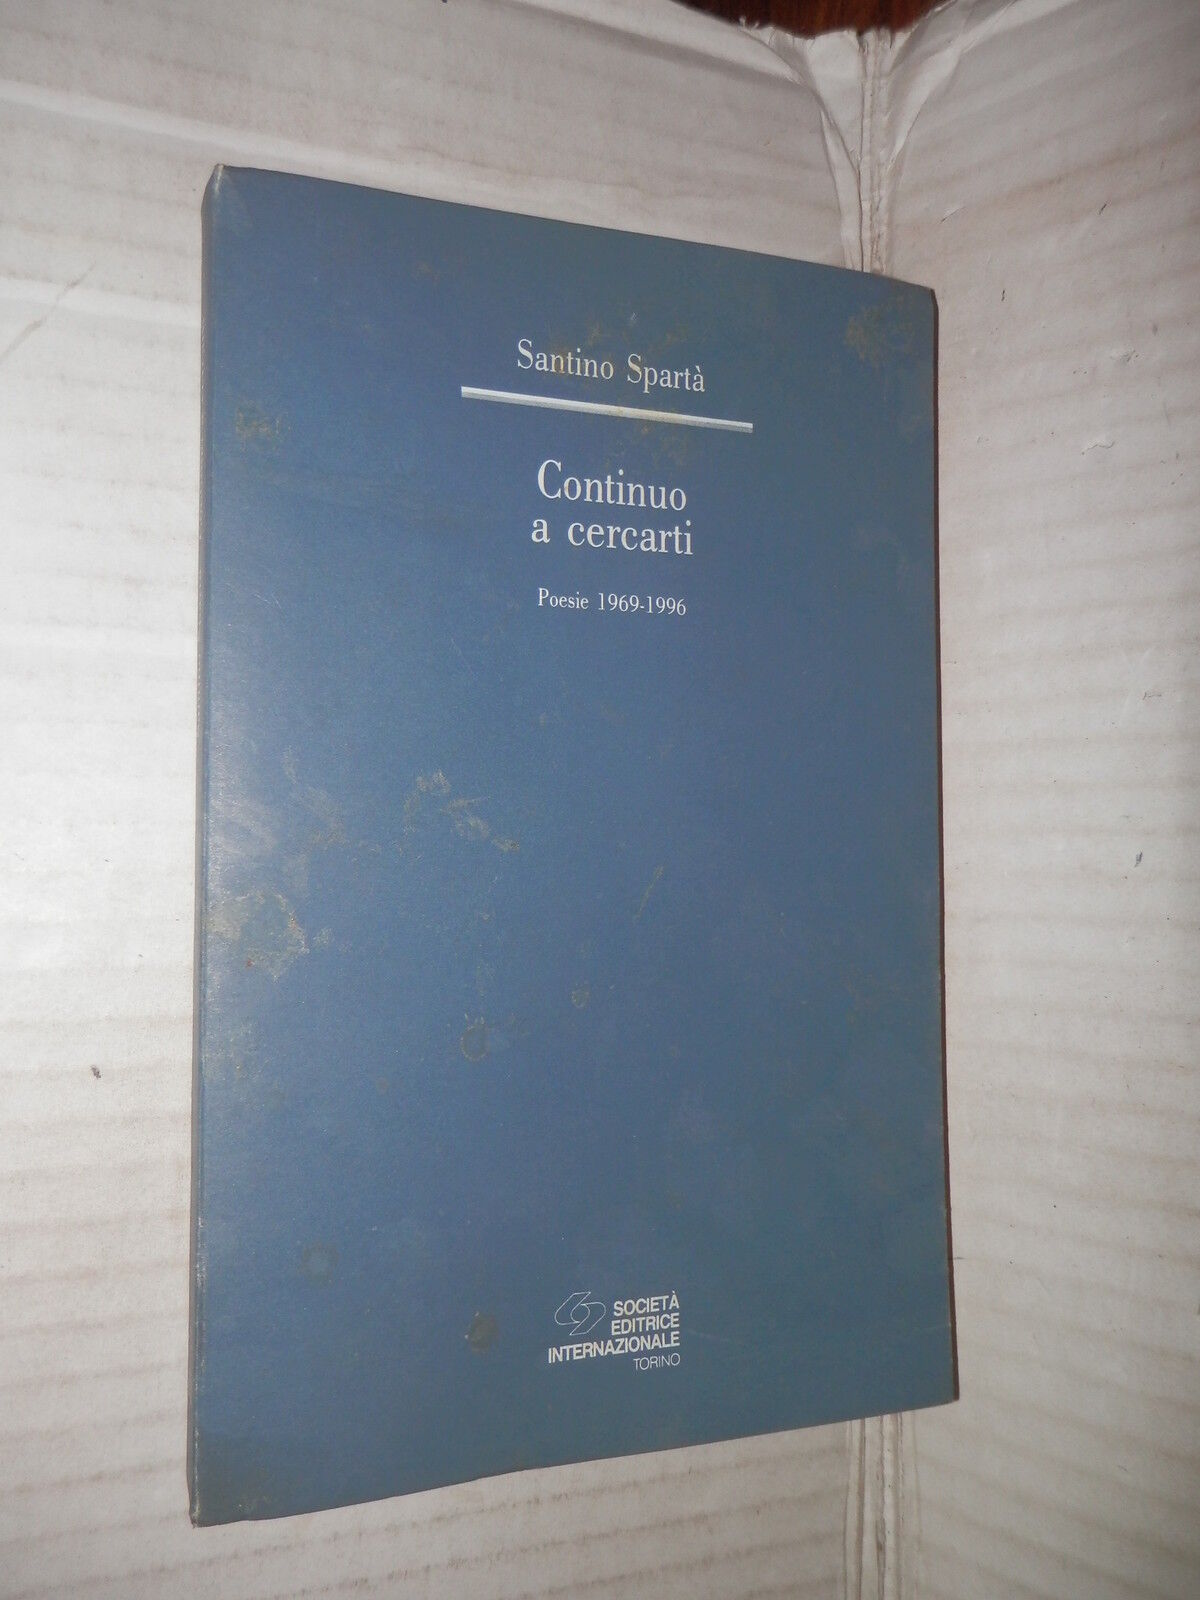 Santino Spartà
Continuo
a cercarti
Poesie 1969-1996
SOCIETÀ
EDITRICE
INTERNAZIONALE
TORINO